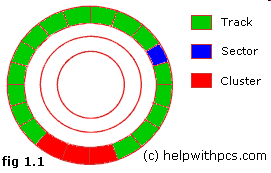 Track
Sector
Cluster
fig 1.1
(c) helpwithpcs.com